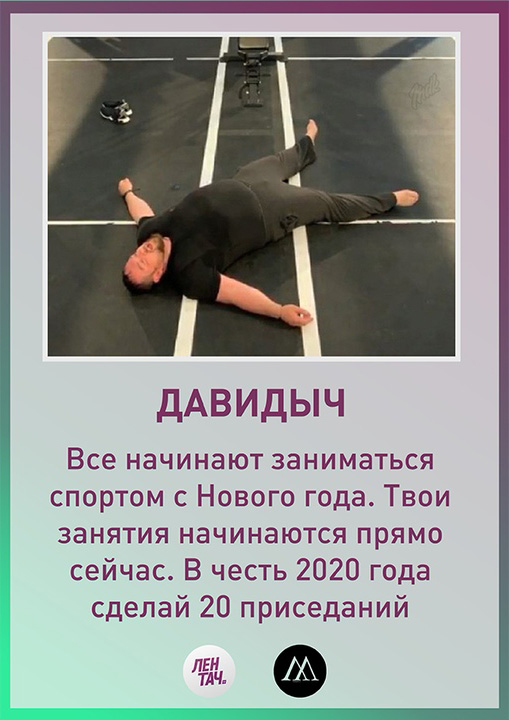 ДАВИДЫЧ
Все начинают заниматься
спортом с Нового года. Твои
занятия начинаются прямо
сейчас. В честь 2020 года
сделай 20 приседаний
ЛЕН
ТАЧ.